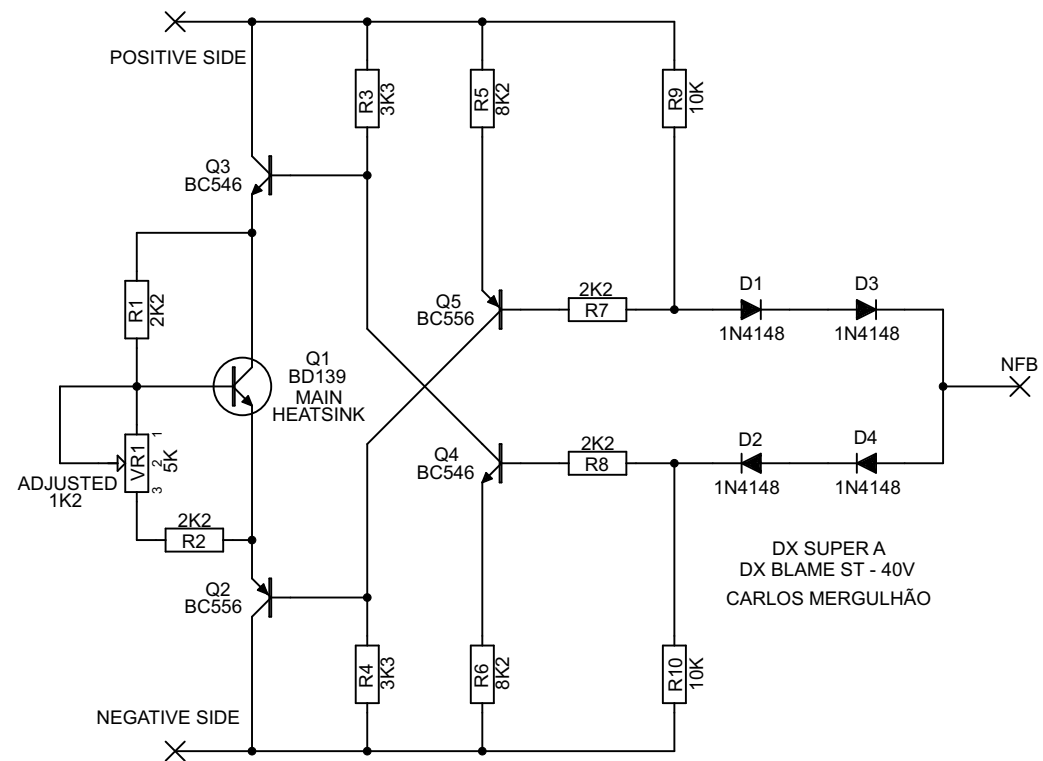 POSITIVE SIDE
R3
3K3
R5
8K2
R9
10K
Q3
BC546
R1
2K2
Q5
BC556
2K2
R7
D1
1N4148
D3
1N4148
NFB
Q1
BD139
MAIN
HEATSINK
VR1
5K
1
2
3
ADJUSTED
1K2
2K2
R2
Q4
BC546
2K2
R8
D2
1N4148
D4
1N4148
DX SUPER A
DX BLAME ST - 40V
CARLOS MERGULHÃO
Q2
BC556
R4
3K3
R6
8K2
R10
10K
NEGATIVE SIDE